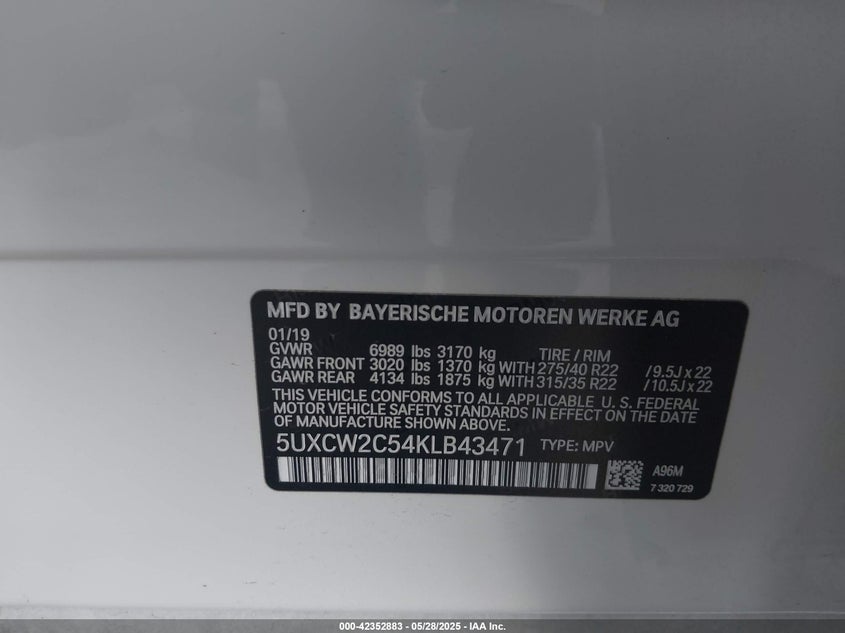 MFD BY BAYERISCHE MOTOREN WERKE AG
01/19
GVWR 6989 lbs 3170 kg TIRE / RIM
GAWR FRONT 3020 lbs 1370 kg WITH 275/40 R22 / 9.5J x 22
GAWR REAR 4134 lbs 1875 kg WITH 315/35 R22 / 10.5J x 22
THIS VEHICLE CONFORMS TO ALL APPLICABLE U. S. FEDERAL
MOTOR VEHICLE SAFETY STANDARDS IN EFFECT ON THE DATE
OF MANUFACTURE SHOWN ABOVE.
5UXCW2C54KLB43471 TYPE: MPV
A96M
7 320 729
000-42352883 — 05/28/2025 - IAA Inc.